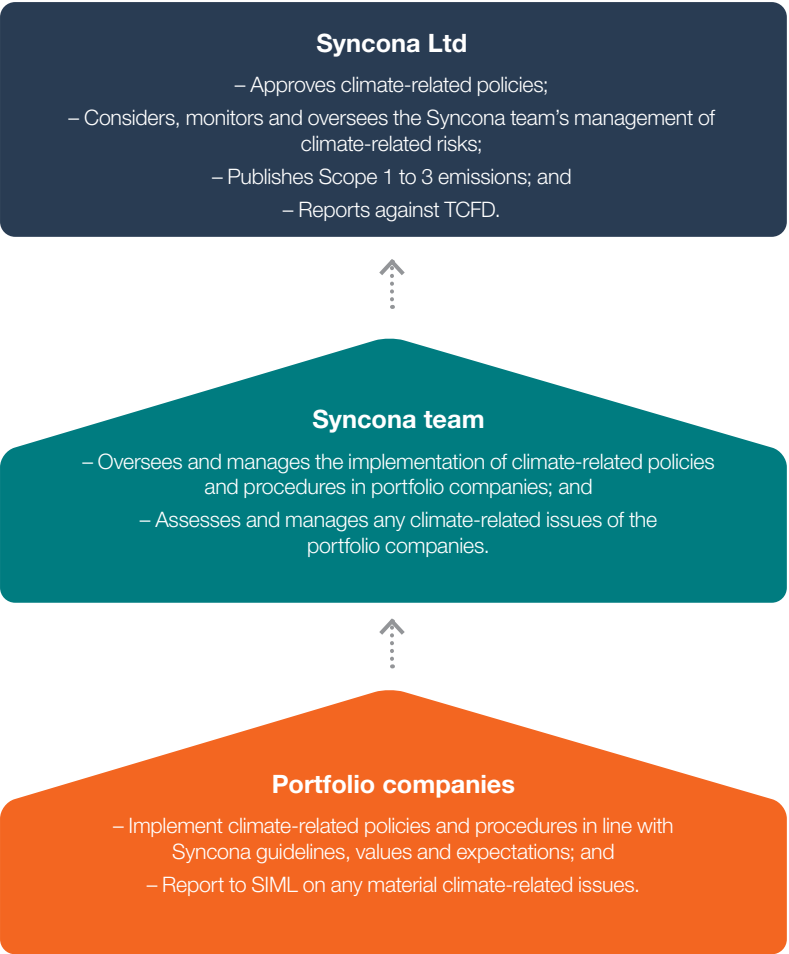 Syncona Ltd
– Approves climate-related policies;
– Considers, monitors and oversees the Syncona team’s management of
climate-related risks;
– Publishes Scope 1 to 3 emissions; and
– Reports against TCFD.
Syncona team
– Oversees and manages the implementation of climate-related policies
and procedures in portfolio companies; and
– Assesses and manages any climate-related issues of the
portfolio companies.
Portfolio companies
– Implement climate-related policies and procedures in line with
Syncona guidelines, values and expectations; and
– Report to SIML on any material climate-related issues.